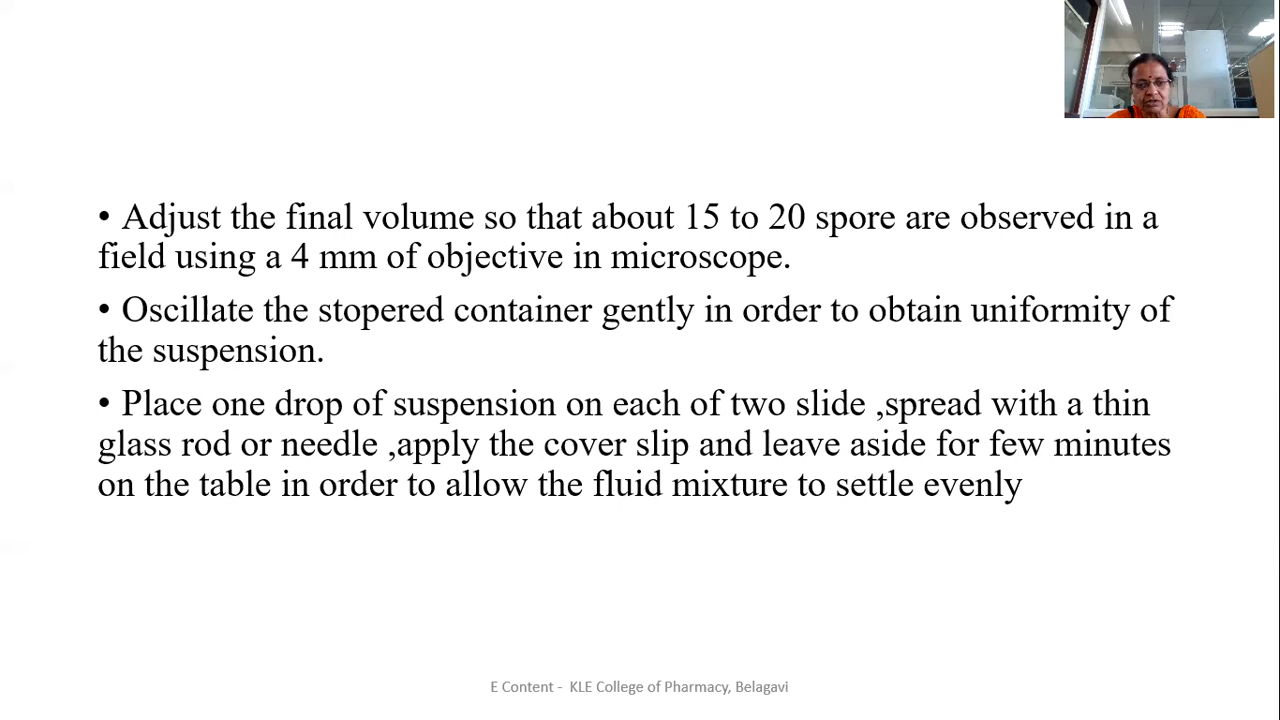 • Adjust the final volume so that about 15 to 20 spore are observed in a
field using a 4 mm of objective in microscope.
• Oscillate the stopered container gently in order to obtain uniformity of
the suspension.
• Place one drop of suspension on each of two slide ,spread with a thin
glass rod or needle ,apply the cover slip and leave aside for few minutes
on the table in order to allow the fluid mixture to settle evenly
E Content - KLE College of Pharmacy, Belagavi